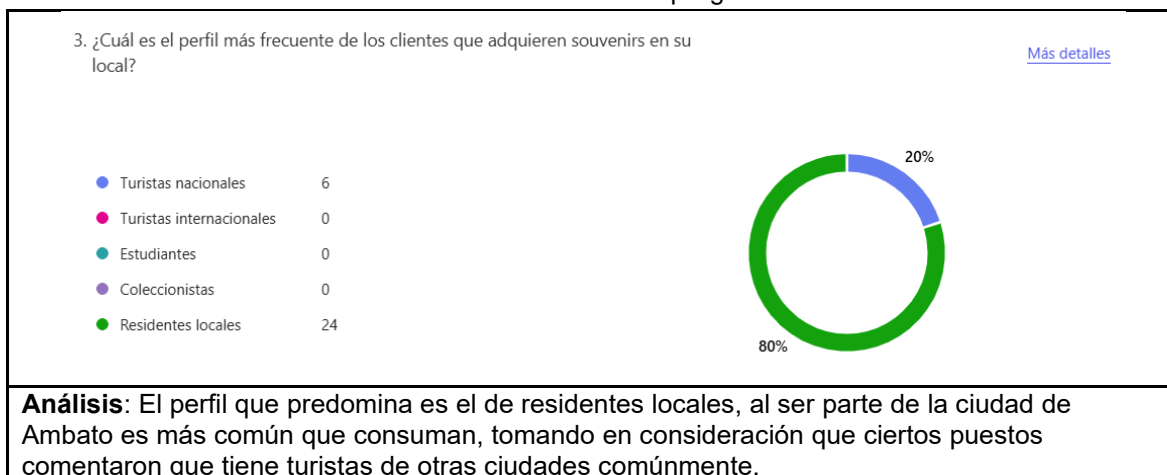 3. ¿Cuál es el perfil más frecuente de los clientes que adquieren souvenirs en su
local?
Más detalles
Turistas nacionales 6
Turistas internacionales 0
Estudiantes 0
Coleccionistas 0
Residentes locales 24
20%
80%
Análisis: El perfil que predomina es el de residentes locales, al ser parte de la ciudad de
Ambato es más común que consuman, tomando en consideración que ciertos puestos
comentaron que tiene turistas de otras ciudades comúnmente.